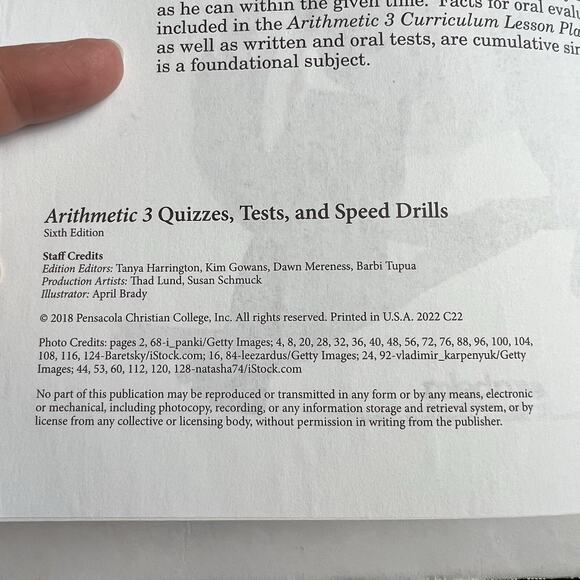 as he can within the given time. Facts for oral
included in the Arithmetic 3 Curriculum Lesson
as well as written and oral tests, are cumulative
is a foundational subject.
Arithmetic 3 Quizzes, Tests, and Speed Drills
Sixth Edition
Staff Credits
Edition Editors: Tanya Harrington, Kim Gowans, Dawn Mereness, Barbi Tupua
Production Artists: Thad Lund, Susan Schmuck
Illustrator: April Brady
© 2018 Pensacola Christian College, Inc. All rights reserved. Printed in U.S.A. 2022 C22
Photo Credits: pages 2, 68-i_panki/Getty Images; 4, 8, 20, 28, 32, 36, 40, 48, 56, 72, 76, 88, 96, 100, 104,
108, 116, 124-Baretsky/iStock.com; 16, 84-leezardus/Getty Images; 24, 92-vladimir_karpenyuk/Getty
Images; 44, 53, 60, 112, 120, 128-natasha74/iStock.com
No part of this publication may be reproduced or transmitted in any form or by any means, electronic
or mechanical, including photocopy, recording, or any information storage and retrieval system, or by
license from any collective or licensing body, without permission in writing from the publisher.